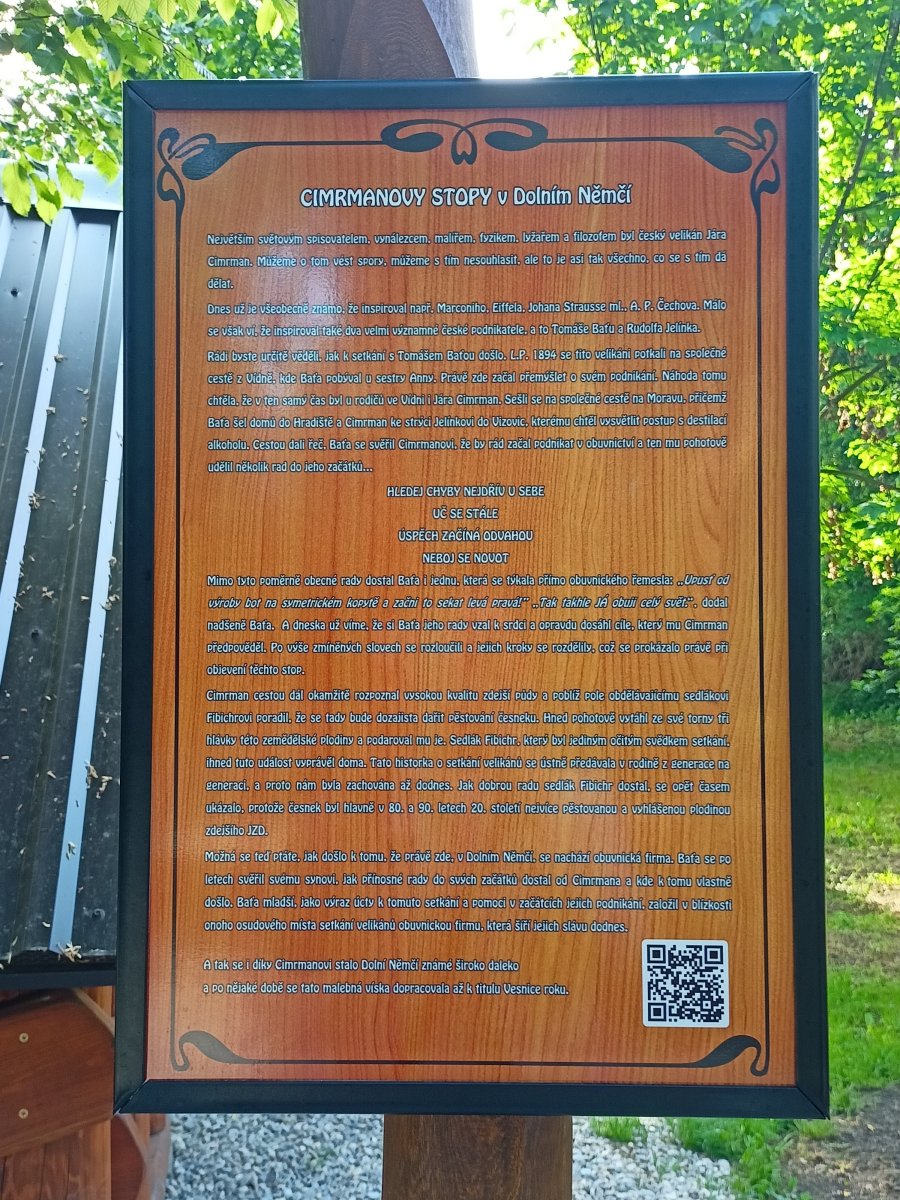 CIMRMANOVY STOPY v Dolním Němčí
Největším světovým spisovatelem, vynálezcem, malířem, fyzikem, lyžařem a filozofem byl český velikán Jára
Cimrman. Můžeme o tom vést spory, můžeme s tím nesouhlasit, ale to je asi tak všechno, co se s tím dá
dělat.
Dnes už je všeobecně známo, že inspiroval např. Marconiho, Eiffela, Johana Strausse ml., A. P. Čechova. Málo
se však ví, že inspiroval také dva velmi významné české podnikatele, a to Tomáše Baťu a Rudolfa Jelínka.
Rádi byste určitě věděli, jak k setkání s Tomášem Baťou došlo. L.P. 1894 se tito velikáni potkali na společné
cestě z Vídně, kde Baťa pobýval u sestry Anny. Právě zde začal přemýšlet o svém podnikání. Náhoda tomu
chtěla, že v ten samý čas byl u rodičů ve Vídni i Jára Cimrman. Sešli se na společné cestě na Moravu, přičemž
Baťa šel domů do Hradiště a Cimrman ke strýci Jelínkovi do Vizovic, kterému chtěl vysvětlit postup s destilací
alkoholu. Cestou dali řeč, Baťa se svěřil Cimrmanovi, že by rád začal podnikat v obuvnictví a ten mu pohotově
udělil několik rad do jeho začátků...
HLEDEJ CHYBY NEJDŘÍV U SEBE
UČ SE STÁLE
ÚSPĚCH ZAČÍNÁ ODVAHOU
NEBOJ SE NOVOT
Mimo tyto poměrně obecné rady dostal Baťa i jednu, která se týkala přímo obuvnického řemesla: „Upusť od
výroby bot na symetrickém kopytě a začni to sekat levá pravá!“ „Tak takhle JÁ obuji celý svět.“, dodal
nadšeně Baťa. A dneska už víme, že si Baťa jeho rady vzal k srdci a opravdu dosáhl cíle, který mu Cimrman
předpověděl. Po výše zmíněných slovech se rozloučili a jejich kroky se rozdělily, což se prokázalo právě při
objevení těchto stop.
Cimrman cestou dál okamžitě rozpoznal vysokou kvalitu zdejší půdy a poblíž pole obdělávajícímu sedlákovi
Fibichrovi poradil, že se tady bude dozajista dařit pěstování česneku. Hned pohotově vytáhl ze své torny tři
hlávky této zemědělské plodiny a podaroval mu je. Sedlák Fibichr, který byl jediným očitým svědkem setkání,
ihned tuto událost vyprávěl doma. Tato historka o setkání velikánů se ústně předávala v rodině z generace na
generaci, a proto nám byla zachována až dodnes. Jak dobrou radu sedlák Fibichr dostal, se opět časem
ukázalo, protože česnek byl hlavně v 80. a 90. letech 20. století nejvíce pěstovanou a vyhlášenou plodinou
zdejšího JZD.
Možná se teď ptáte, jak došlo k tomu, že právě zde, v Dolním Němčí, se nachází obuvnická firma. Baťa se po
letech svěřil svému synovi, jak přínosné rady do svých začátků dostal od Cimrmana a kde k tomu vlastně
došlo. Baťa mladší, jako výraz úcty k tomuto setkání a pomoci v začátcích jejich podnikání, založil v blízkosti
onoho osudového místa setkání velikánů obuvnickou firmu, která šíří jejich slávu dodnes.
A tak se i díky Cimrmanovi stalo Dolní Němčí známé široko daleko
a po nějaké době se tato malebná víska dopracovala až k titulu Vesnice roku.